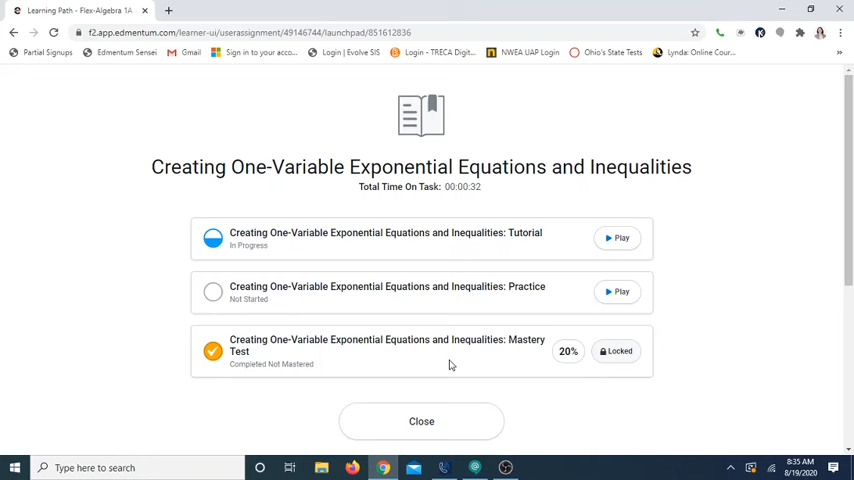 Learning Path - Flex-Algebra 1A
f2.app.edmentum.com/learner-ui/userassignment/49146744/launchpad/851612836
Partial Signups
Edmentum Sensei
Gmail
Sign in to your acco...
Login | Evolve SIS
Login - TRECA Digit...
NWEA UAP Login
Ohio's State Tests
Lynda: Online Cour...
Creating One-Variable Exponential Equations and Inequalities
Total Time On Task: 00:00:32
Creating One-Variable Exponential Equations and Inequalities: Tutorial
In Progress
Play
Creating One-Variable Exponential Equations and Inequalities: Practice
Not Started
Play
Creating One-Variable Exponential Equations and Inequalities: Mastery
Test
Completed Not Mastered
20%
Locked
Close
Type here to search
8:35 AM
8/19/2020